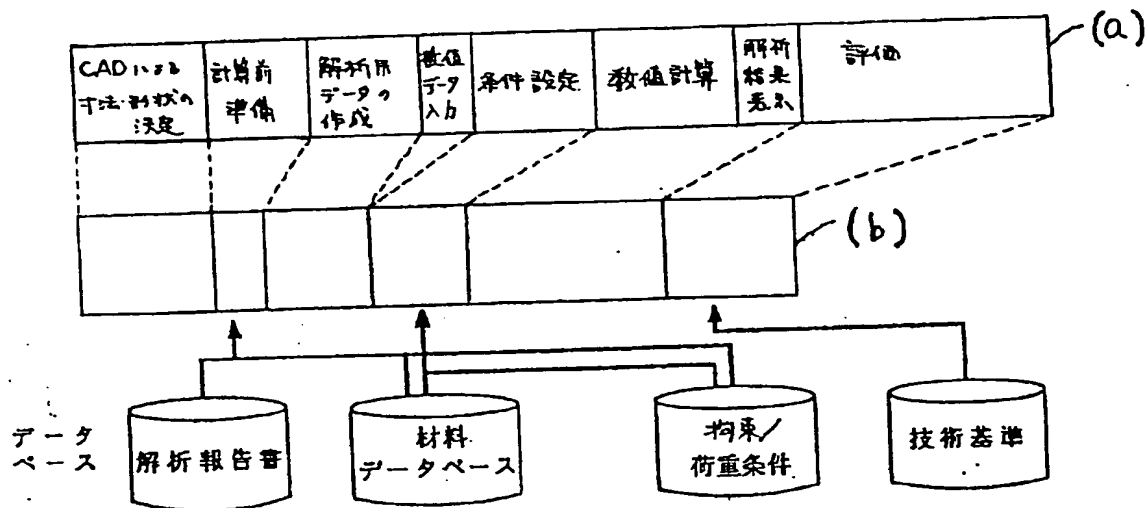 (a)
CADによる
寸法・形状の
決定
計算前
準備
解析用
データの
作成
数値
データ
入力
条件設定
数値計算
解析
結果
表示
評価
(b)
データ
ベース
解析報告書
材料
データベース
拘束/
荷重条件
技術基準